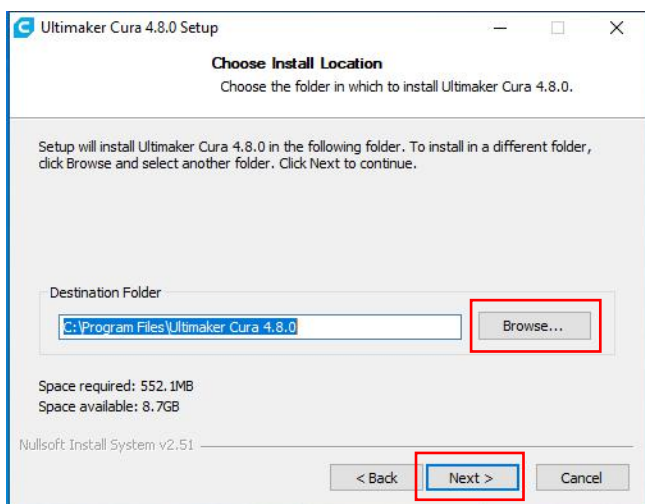 Ultimaker Cura 4.8.0 Setup
Choose Install Location
Choose the folder in which to install Ultimaker Cura 4.8.0.
Setup will install Ultimaker Cura 4.8.0 in the following folder. To install in a different folder,
click Browse and select another folder. Click Next to continue.
Destination Folder
C:\Program Files\Ultimaker Cura 4.8.0
Browse...
Space required: 552.1MB
Space available: 8.7GB
Nullsoft Install System v2.51
< Back Next > Cancel